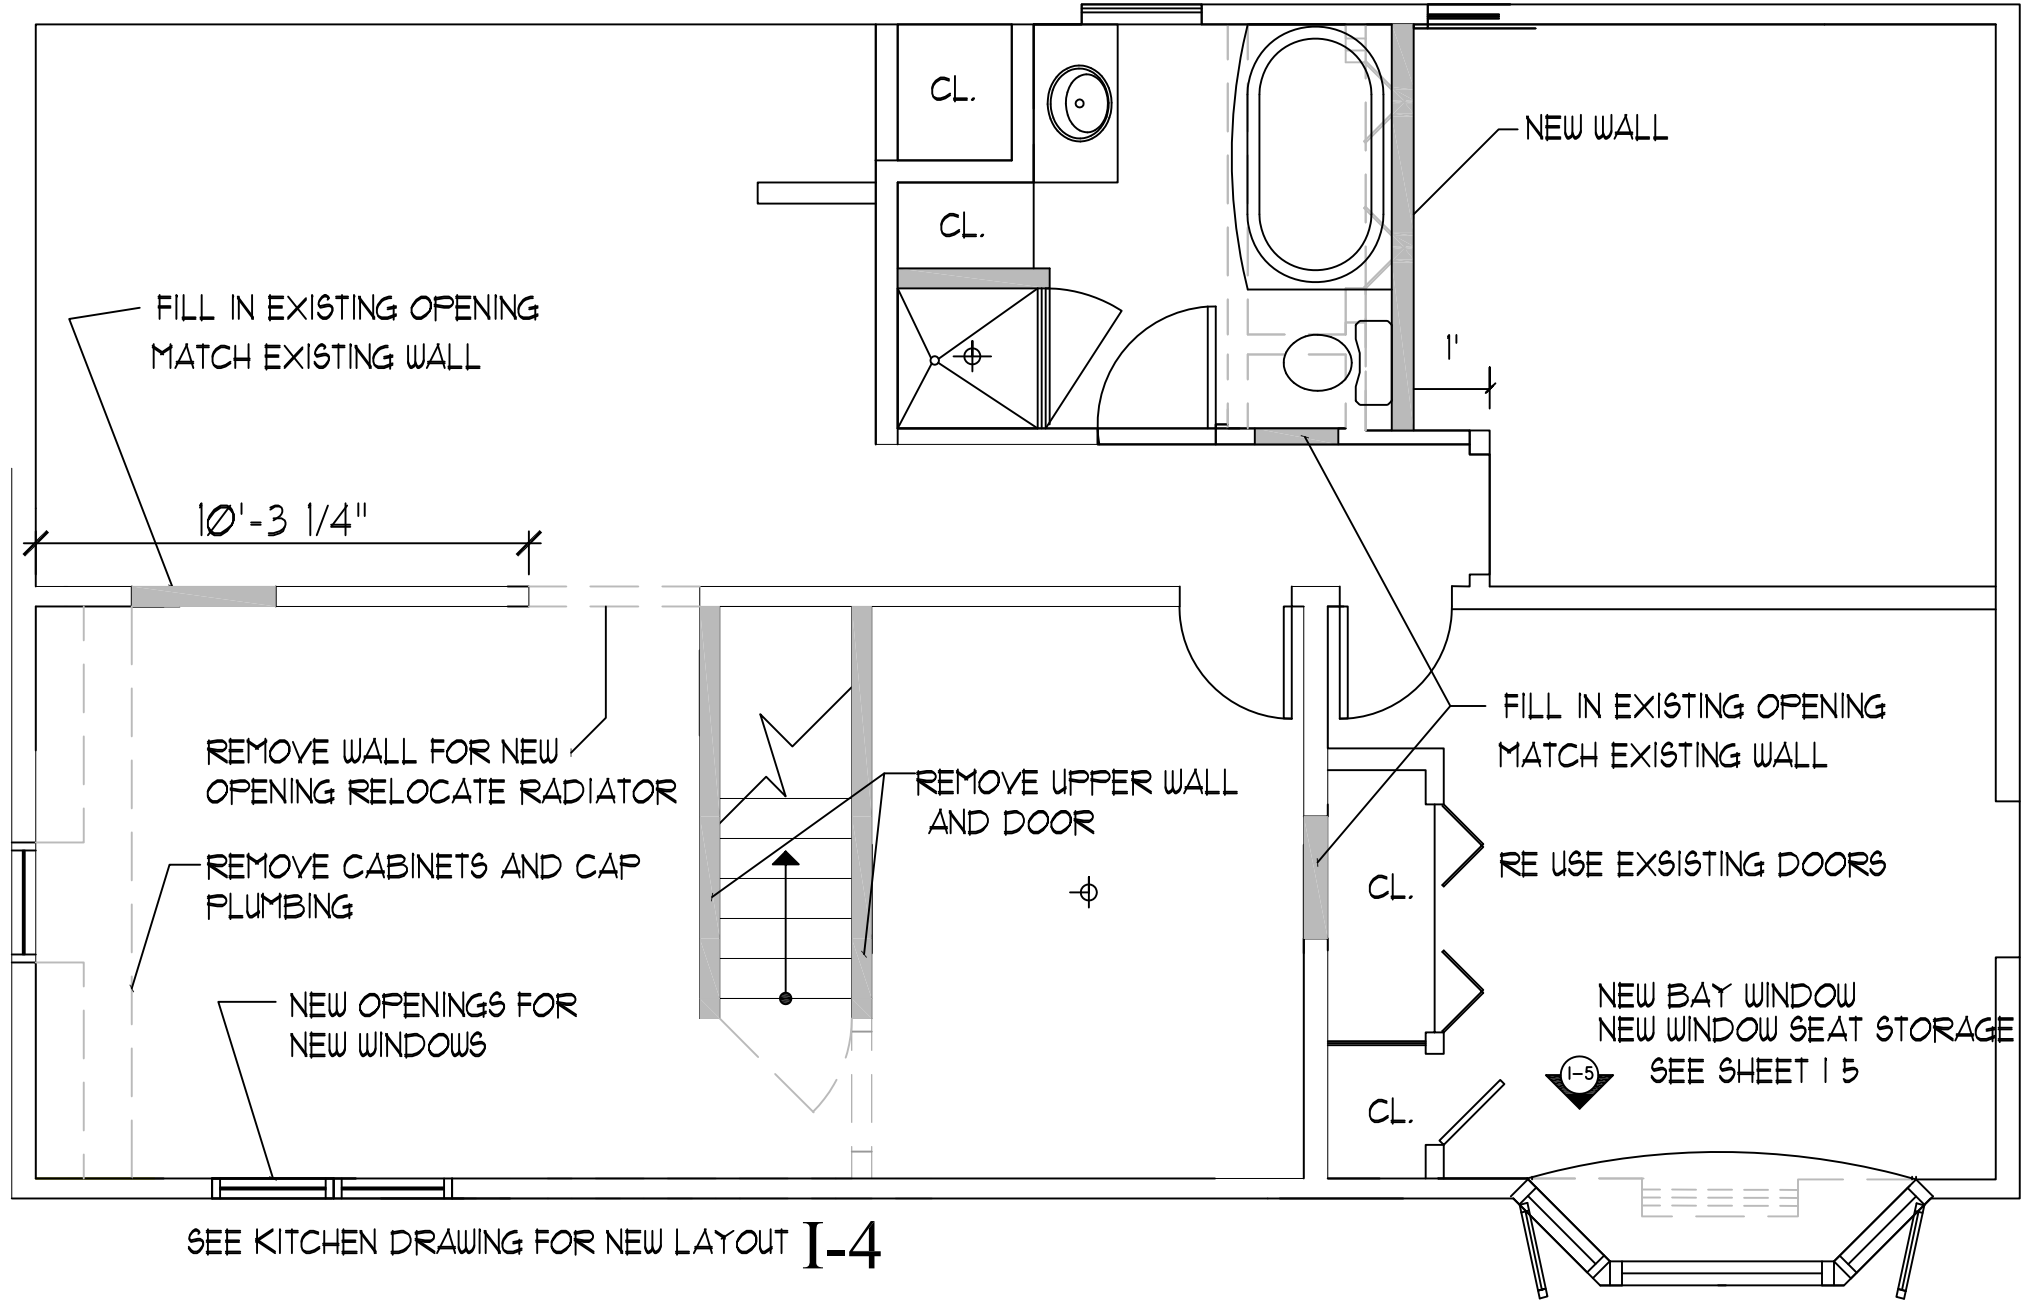 CL.
NEW WALL
CL.
FILL IN EXISTING OPENING
MATCH EXISTING WALL
1'
10'-3 1/4"
FILL IN EXISTING OPENING
MATCH EXISTING WALL
REMOVE WALL FOR NEW
OPENING RELOCATE RADIATOR
REMOVE UPPER WALL
AND DOOR
REMOVE CABINETS AND CAP
PLUMBING
CL.
RE USE EXSISTING DOORS
NEW OPENINGS FOR
NEW WINDOWS
NEW BAY WINDOW
NEW WINDOW SEAT STORAGE
SEE SHEET I 5
I-5
CL.
SEE KITCHEN DRAWING FOR NEW LAYOUT I-4